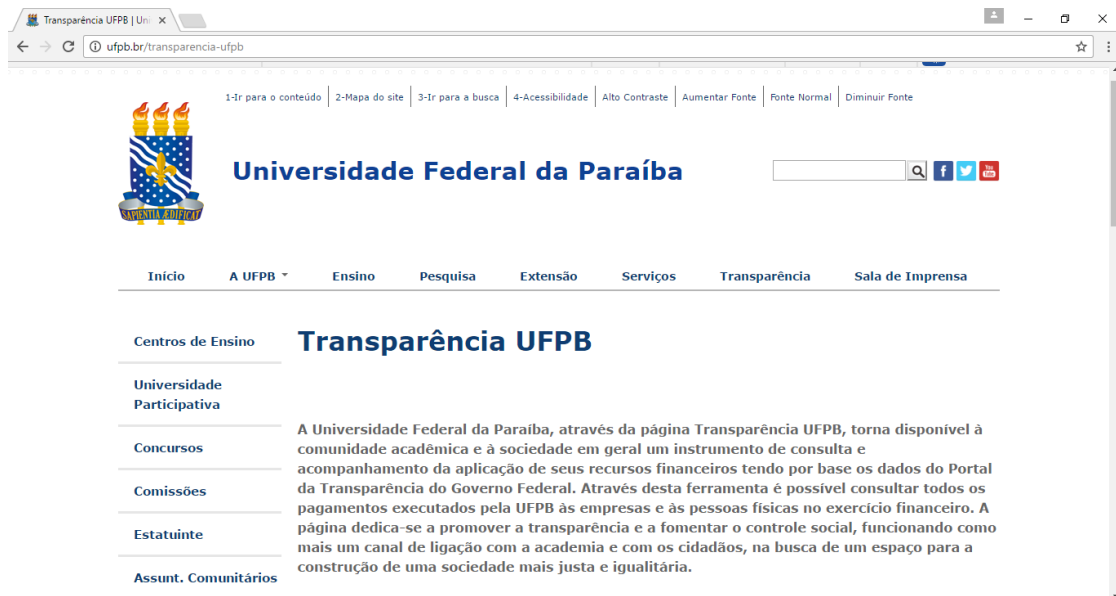 Transparência UFPB | Uni
ufpb.br/transparencia-ufpb
1-Ir para o conteúdo 2-Mapa do site 3-Ir para a busca 4-Acessibilidade Alto Contraste Aumentar Fonte Fonte Normal Diminuir Fonte
SAPIENTIA ÆDIFICAT
Universidade Federal da Paraíba
f You Tube
Início A UFPB Ensino Pesquisa Extensão Serviços Transparência Sala de Imprensa
Centros de Ensino
Universidade
Participativa
Concursos
Comissões
Estatuinte
Assunt. Comunitários
Transparência UFPB
A Universidade Federal da Paraíba, através da página Transparência UFPB, torna disponível à
comunidade acadêmica e à sociedade em geral um instrumento de consulta e
acompanhamento da aplicação de seus recursos financeiros tendo por base os dados do Portal
da Transparência do Governo Federal. Através desta ferramenta é possível consultar todos os
pagamentos executados pela UFPB às empresas e às pessoas físicas no exercício financeiro. A
página dedica-se a promover a transparência e a fomentar o controle social, funcionando como
mais um canal de ligação com a academia e com os cidadãos, na busca de um espaço para a
construção de uma sociedade mais justa e igualitária.